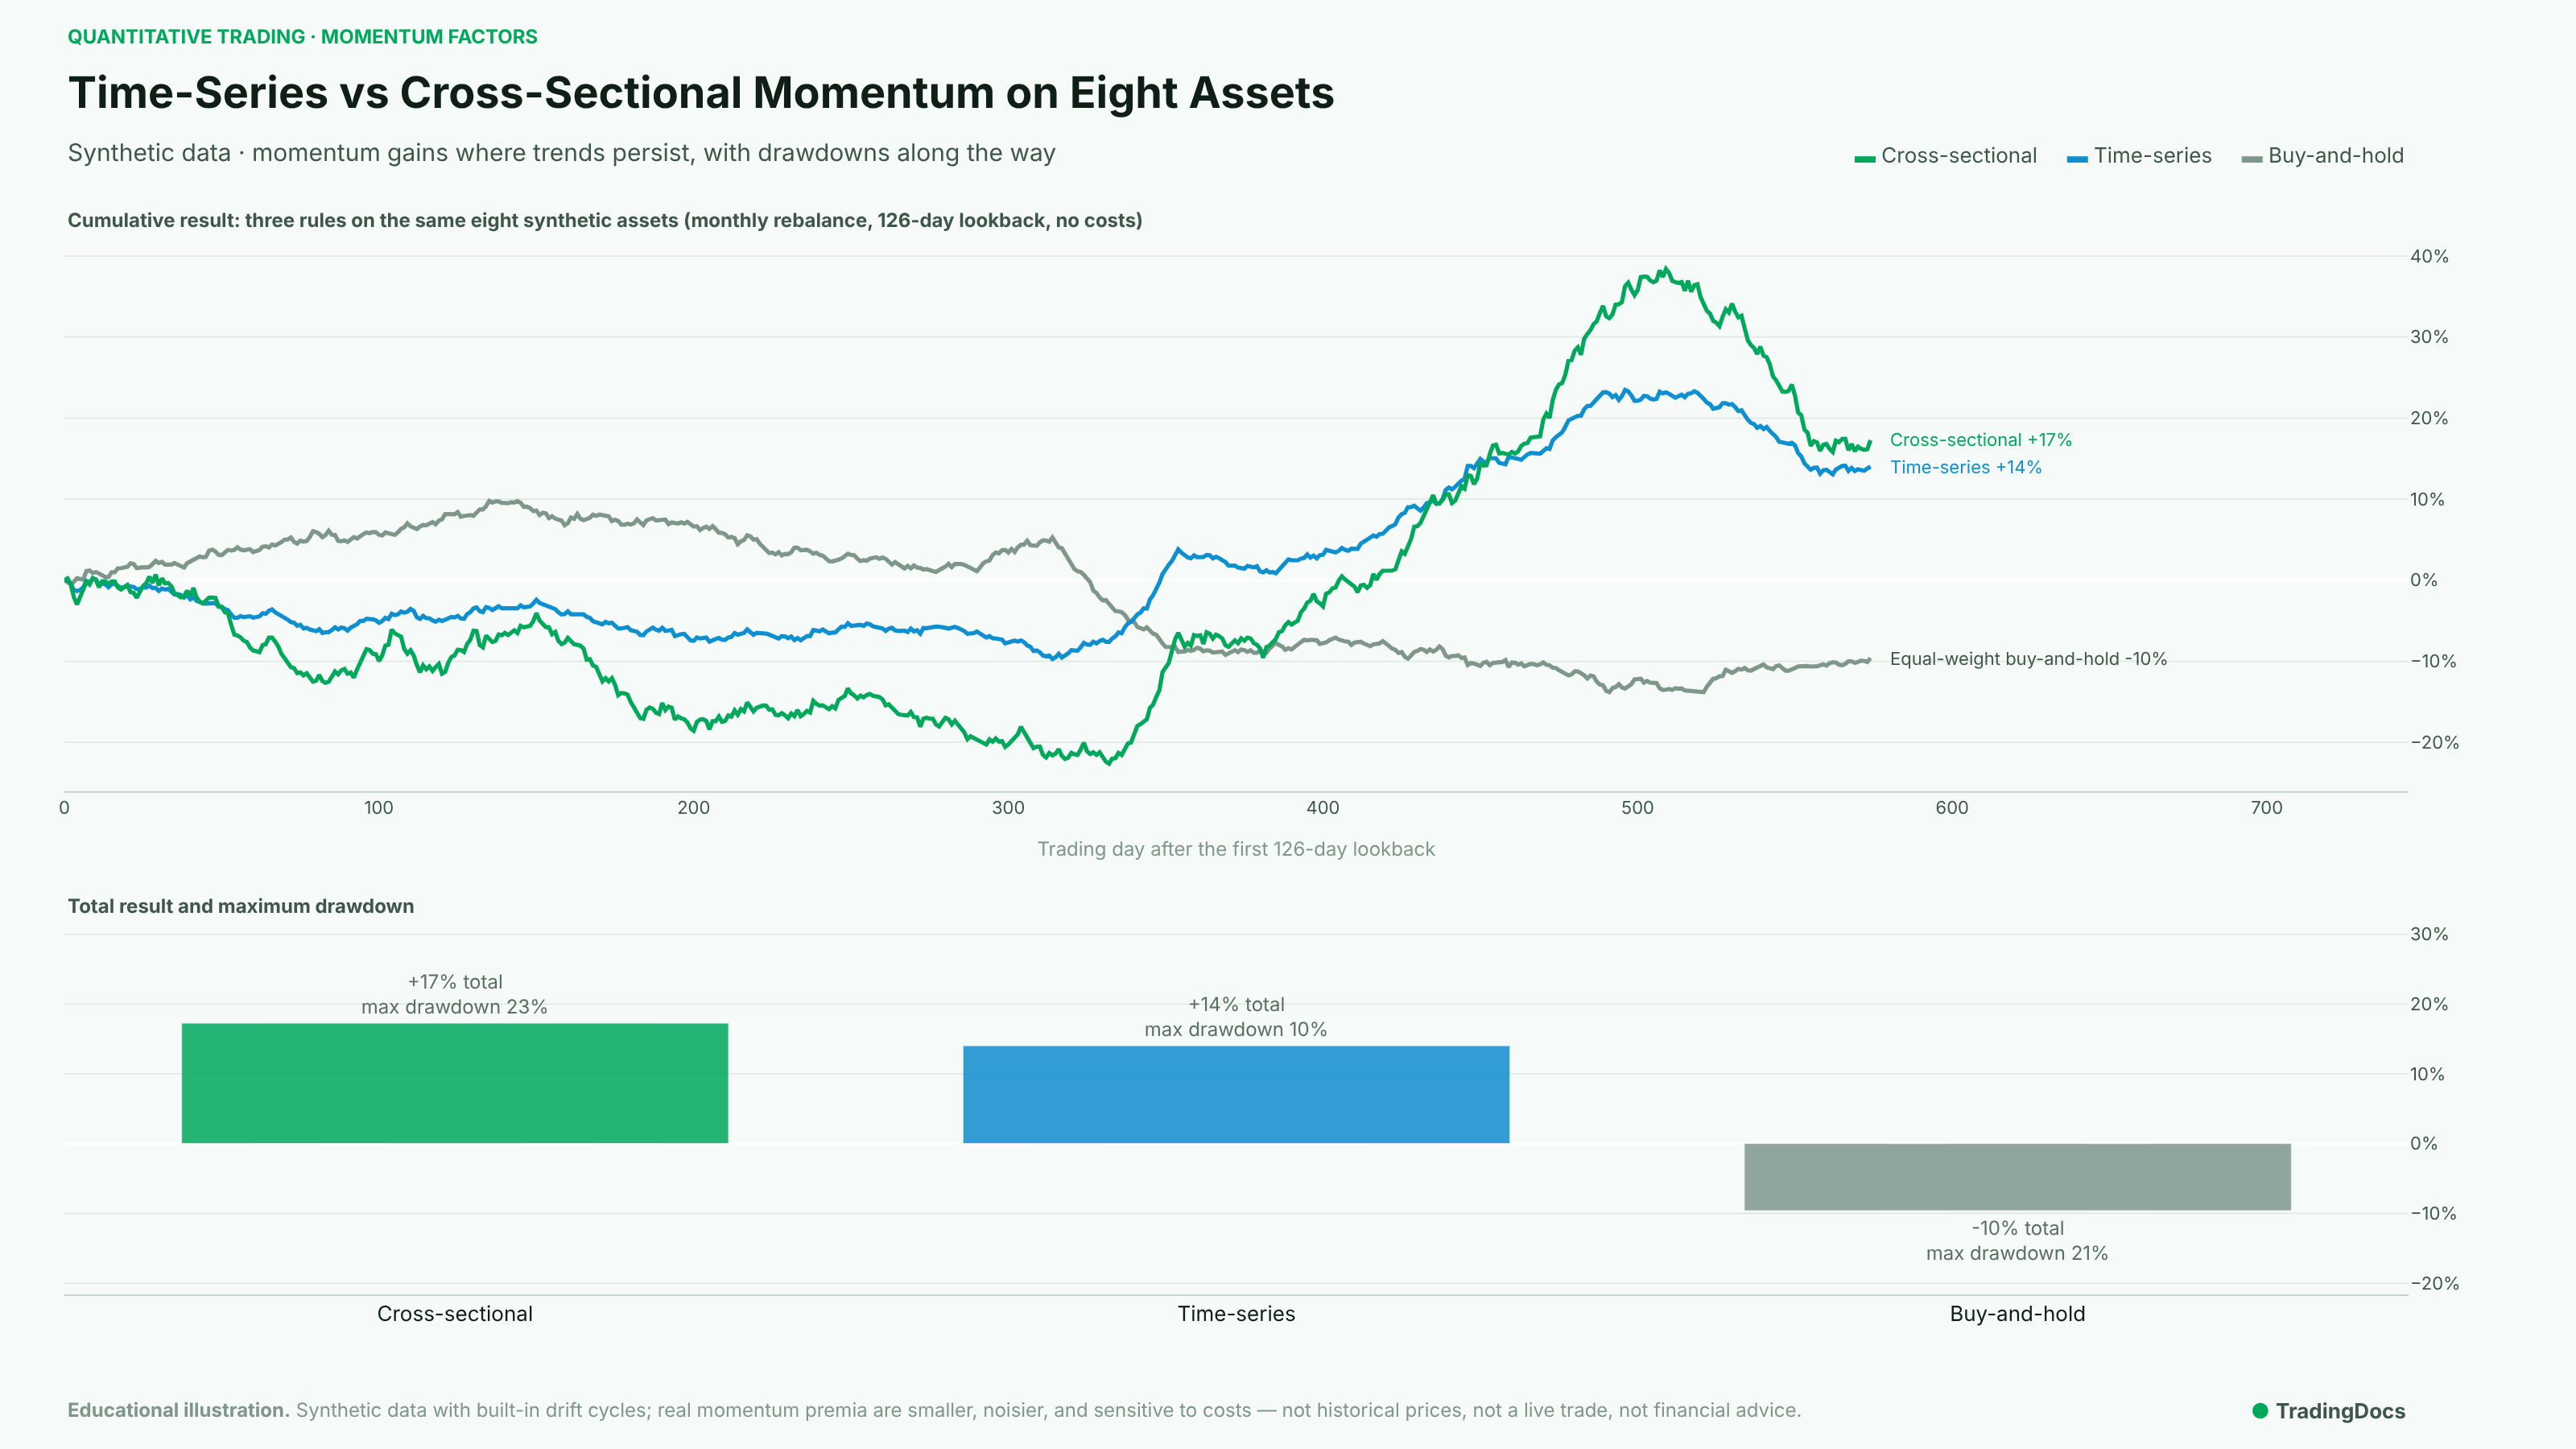 QUANTITATIVE TRADING · MOMENTUM FACTORS
Time-Series vs Cross-Sectional Momentum on Eight Assets
Synthetic data · momentum gains where trends persist, with drawdowns along the way
Cross-sectional
Time-series
Buy-and-hold
Cumulative result: three rules on the same eight synthetic assets (monthly rebalance, 126-day lookback, no costs)
40%
30%
20%
10%
0%
−10%
−20%
Cross-sectional +17%
Time-series +14%
Equal-weight buy-and-hold -10%
0
100
200
300
400
500
600
700
Trading day after the first 126-day lookback
Total result and maximum drawdown
30%
20%
10%
0%
−10%
−20%
+17% total
max drawdown 23%
+14% total
max drawdown 10%
-10% total
max drawdown 21%
Cross-sectional
Time-series
Buy-and-hold
Educational illustration. Synthetic data with built-in drift cycles; real momentum premia are smaller, noisier, and sensitive to costs — not historical prices, not a live trade, not financial advice.
TradingDocs